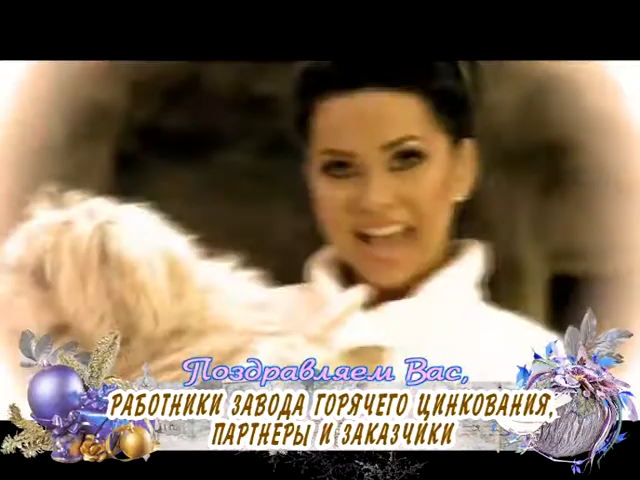 Поздравляем Вас,
РАБОТНИКИ ЗАВОДА ГОРЯЧЕГО ЦИНКОВАНИЯ,
ПАРТНЕРЫ И ЗАКАЗЧИКИ